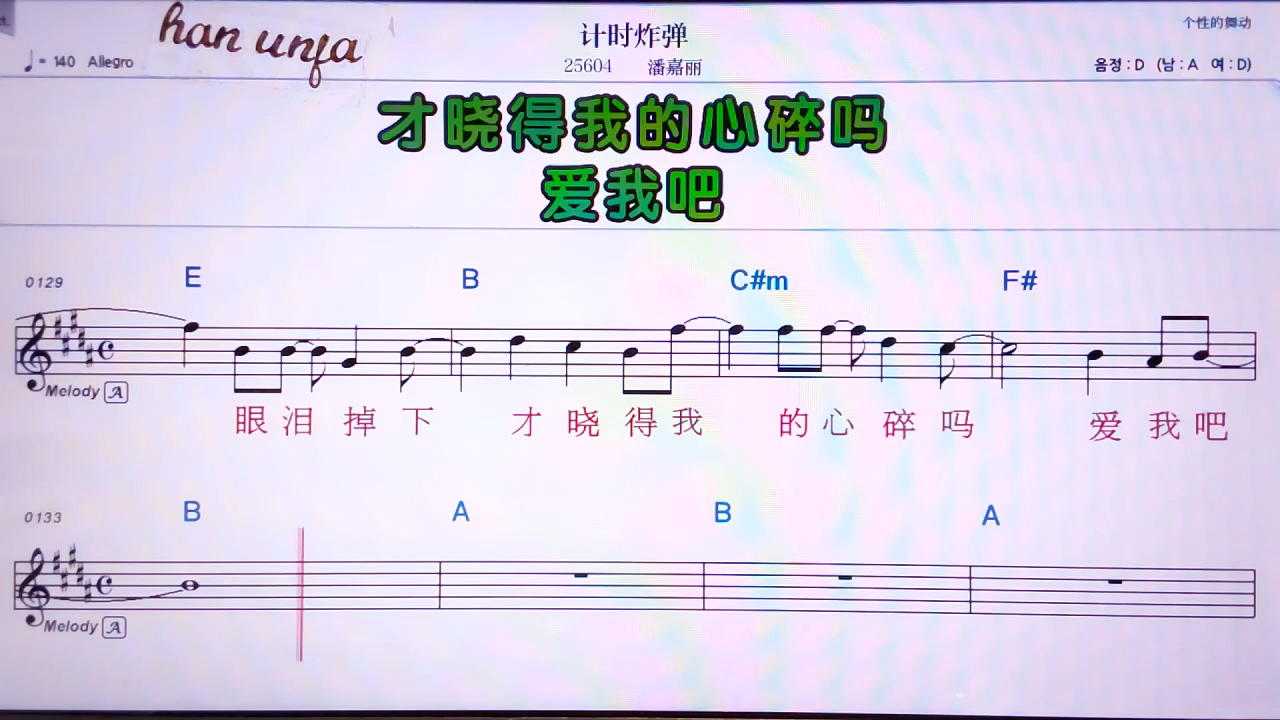 han unfa
计时炸弹
个性的舞动
♩ = 140 Allegro
25604 潘嘉丽
음정 : D (남 : A 여 : D)
才晓得我的心碎吗
爱我吧
0129 E B C#m F#
Melody A
眼泪掉下 才晓得我 的心碎吗 爱我吧
0133 B A B A
Melody A